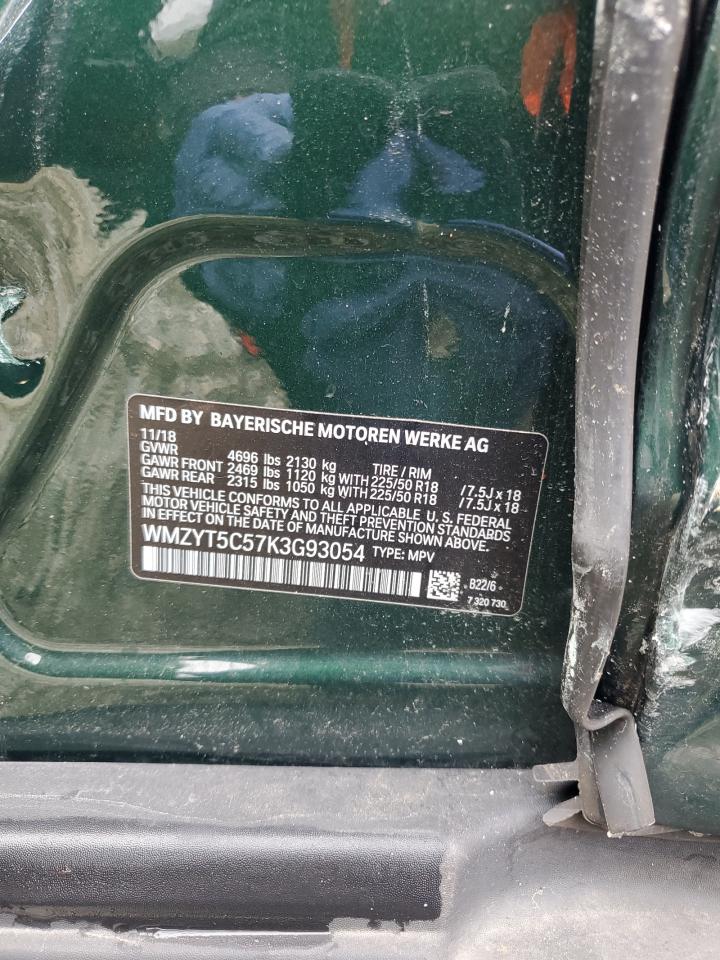 MFD BY BAYERISCHE MOTOREN WERKE AG
11/18
GVWR 4696 lbs 2130 kg TIRE / RIM
GAWR FRONT 2469 lbs 1120 kg WITH 225/50 R18 / 7.5J x 18
GAWR REAR 2315 lbs 1050 kg WITH 225/50 R18 / 7.5J x 18
THIS VEHICLE CONFORMS TO ALL APPLICABLE U.S. FEDERAL
MOTOR VEHICLE SAFETY AND THEFT PREVENTION STANDARDS
IN EFFECT ON THE DATE OF MANUFACTURE SHOWN ABOVE.
WMZYT5C57K3G93054 TYPE: MPV
B22/6
7 320 730